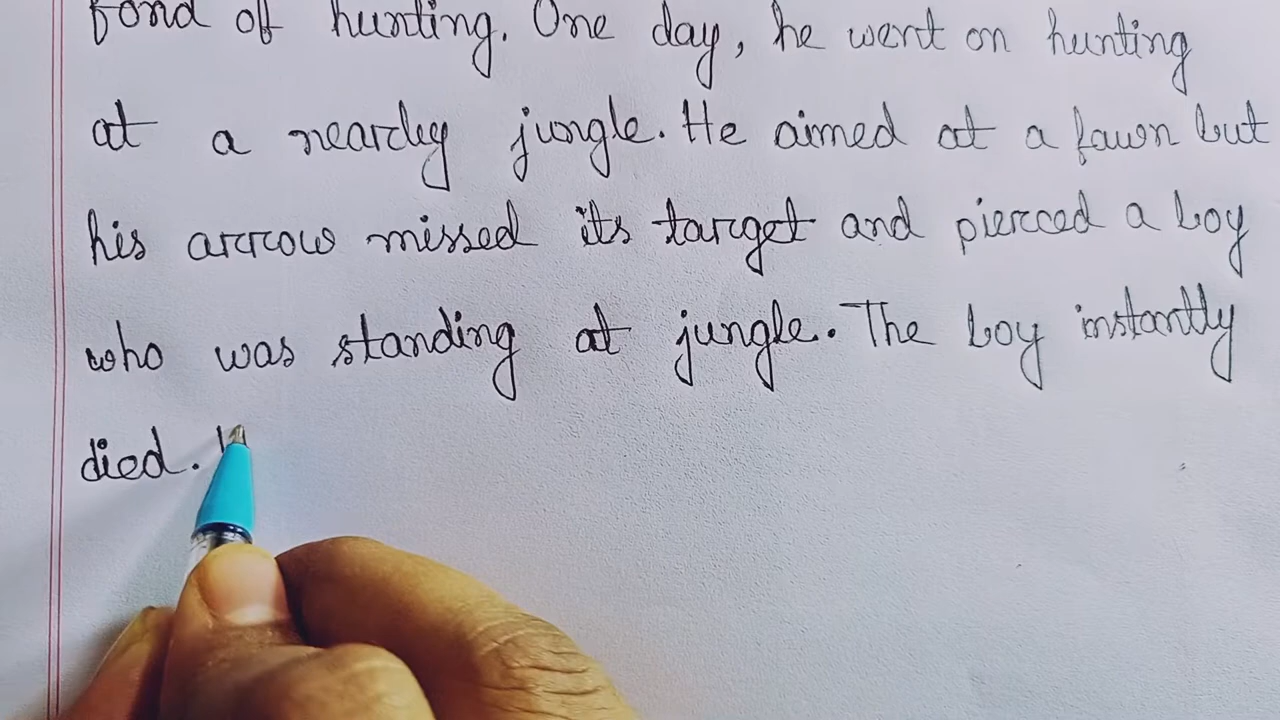 fond of hunting. One day, he went on hunting
at a nearby jungle. He aimed at a fawn but
his arrow missed its target and pierced a boy
who was standing at jungle. The boy instantly
died.